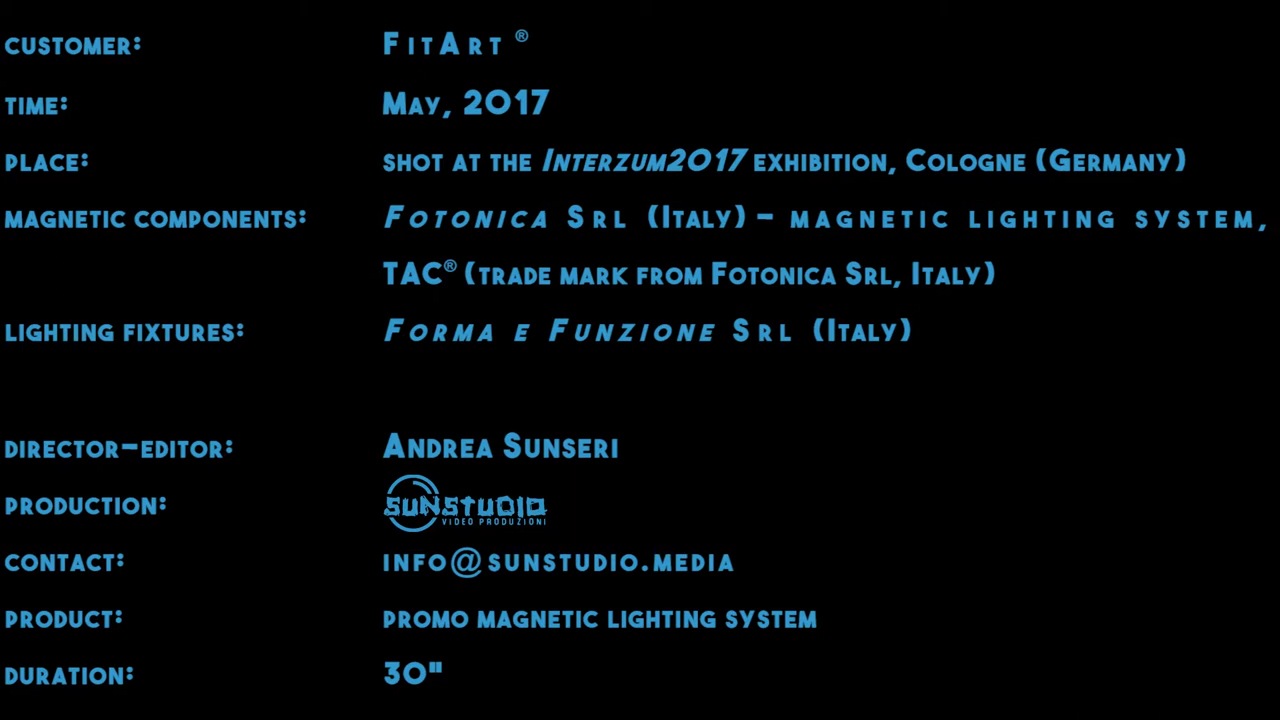 CUSTOMER: FITART ®
TIME: MAY, 2017
PLACE: SHOT AT THE INTERZUM2017 EXHIBITION, COLOGNE (GERMANY)
MAGNETIC COMPONENTS: FOTONICA SRL (ITALY) - MAGNETIC LIGHTING SYSTEM,
TAC® (TRADE MARK FROM FOTONICA SRL, ITALY)
LIGHTING FIXTURES: FORMA E FUNZIONE SRL (ITALY)
DIRECTOR-EDITOR: ANDREA SUNSERI
PRODUCTION: SUNSTUDIO
VIDEO PRODUZIONI
CONTACT: INFO@SUNSTUDIO.MEDIA
PRODUCT: PROMO MAGNETIC LIGHTING SYSTEM
DURATION: 30"